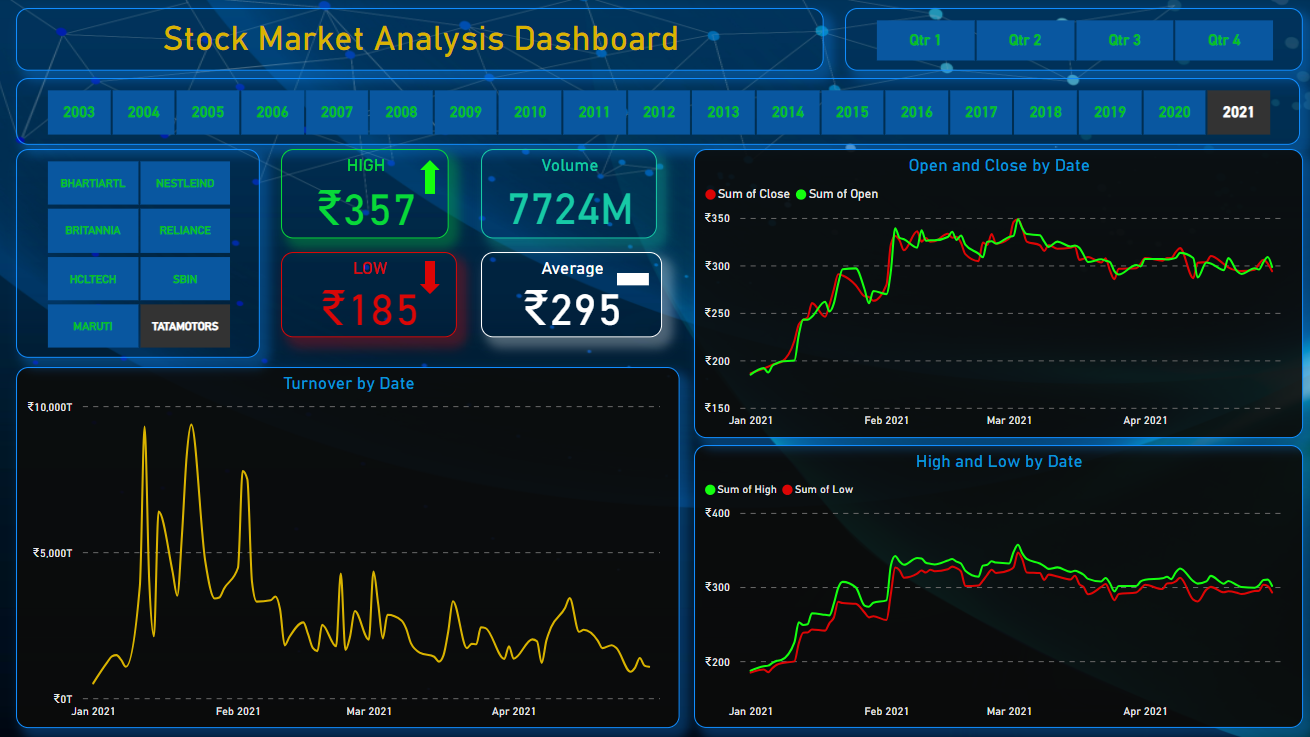 Stock Market Analysis Dashboard
Qtr 1 Qtr 2 Qtr 3 Qtr 4
2003 2004 2005 2006 2007 2008 2009 2010 2011 2012 2013 2014 2015 2016 2017 2018 2019 2020 2021
BHARTIARTL NESTLEIND
BRITANNIA RELIANCE
HCLTECH SBIN
MARUTI TATAMOTORS
HIGH
₹357
Volume
7724M
LOW
₹185
Average
₹295
Open and Close by Date
Sum of Close Sum of Open
₹350
₹300
₹250
₹200
₹150
Jan 2021 Feb 2021 Mar 2021 Apr 2021
Turnover by Date
₹10,000T
₹5,000T
₹0T
Jan 2021 Feb 2021 Mar 2021 Apr 2021
High and Low by Date
Sum of High Sum of Low
₹400
₹300
₹200
Jan 2021 Feb 2021 Mar 2021 Apr 2021